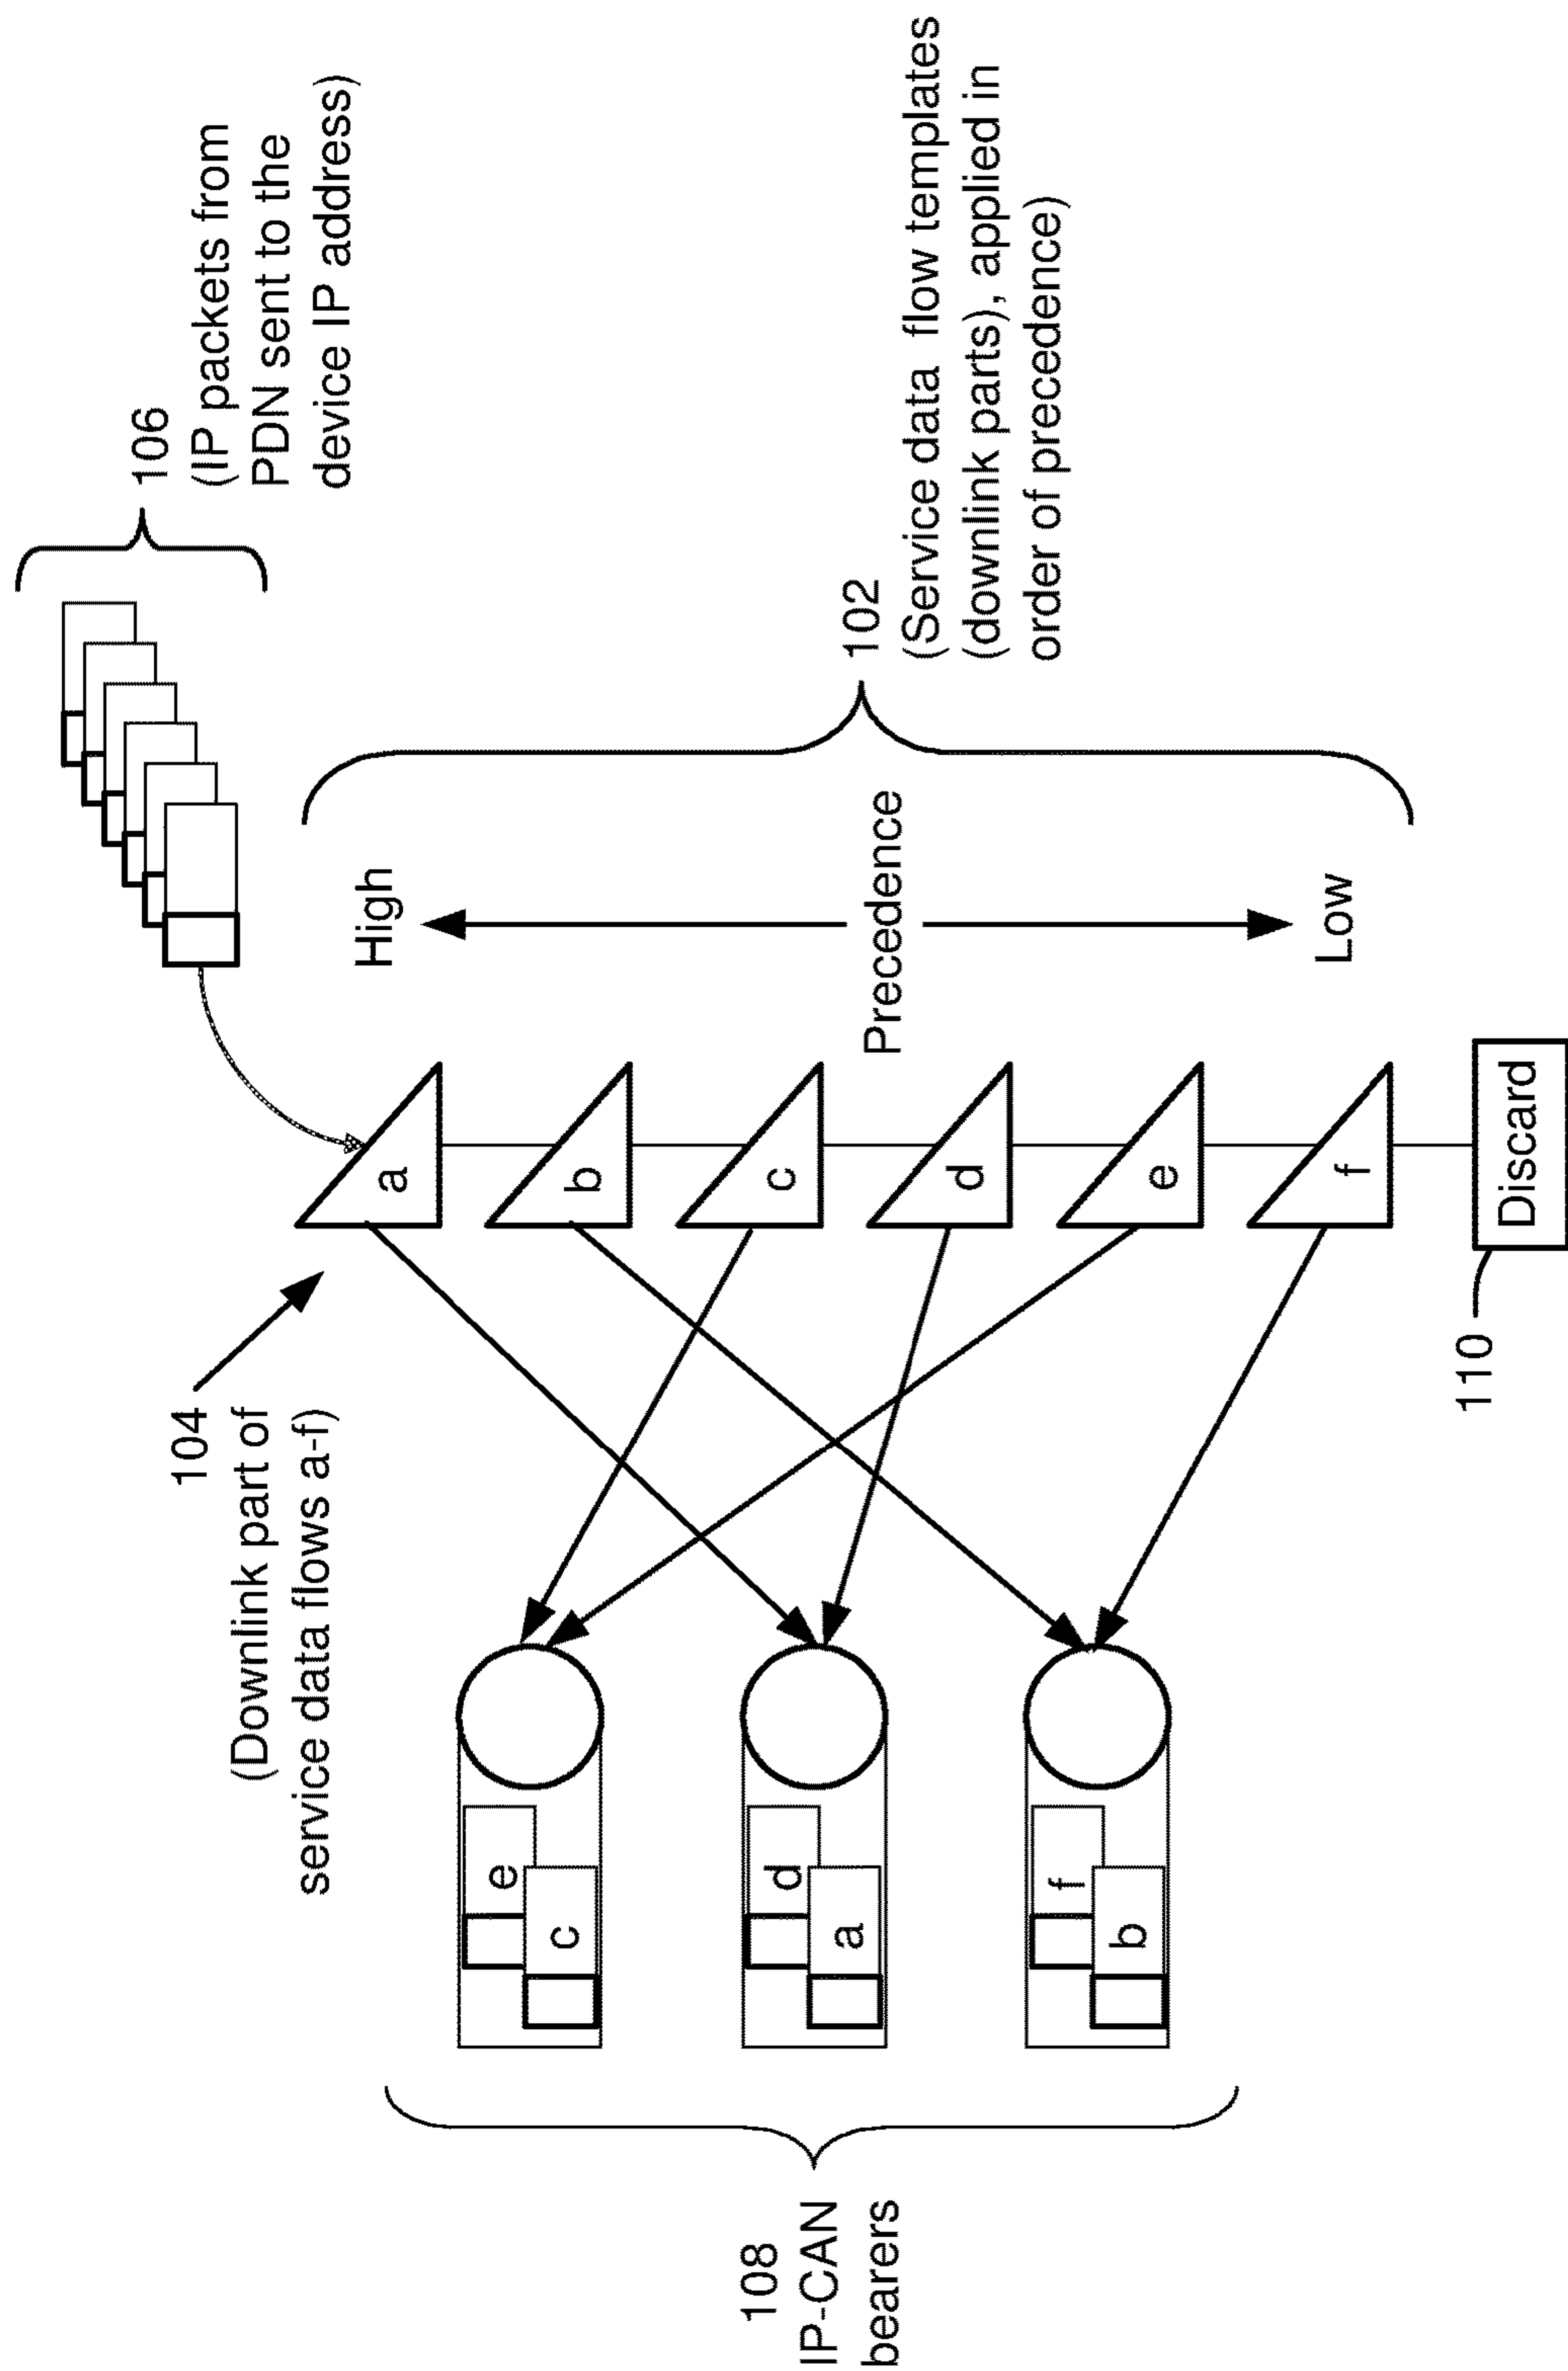 106
(IP packets from
PDN sent to the
device IP address)
104
(Downlink part of
service data flows a-f)
High
Precedence
Low
102
(Service data flow templates
(downlink parts), applied in
order of precedence)
a
b
c
d
e
f
e
c
d
a
f
b
108
IP-CAN
bearers
110
Discard